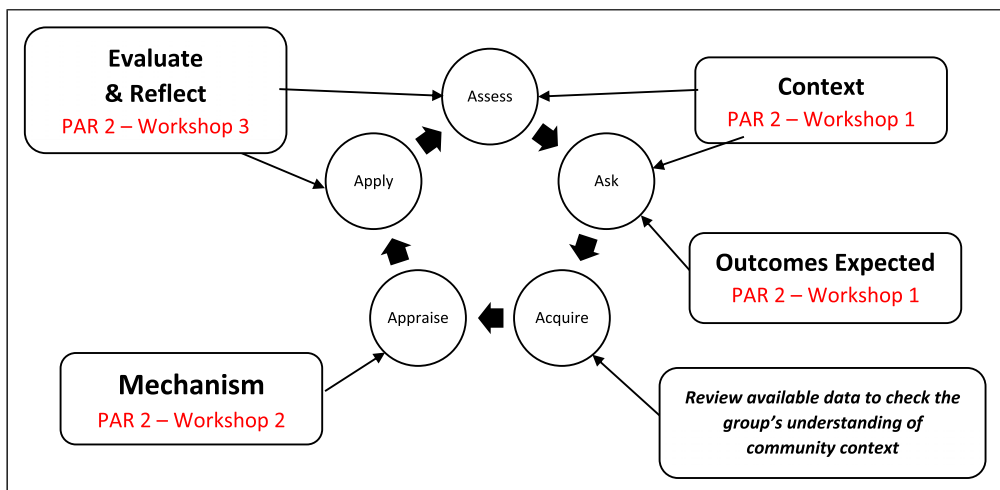 Evaluate
& Reflect
PAR 2 – Workshop 3
Assess
Context
PAR 2 – Workshop 1
Apply
Ask
Outcomes Expected
PAR 2 – Workshop 1
Appraise
Acquire
Mechanism
PAR 2 – Workshop 2
Review available data to check the
group’s understanding of
community context